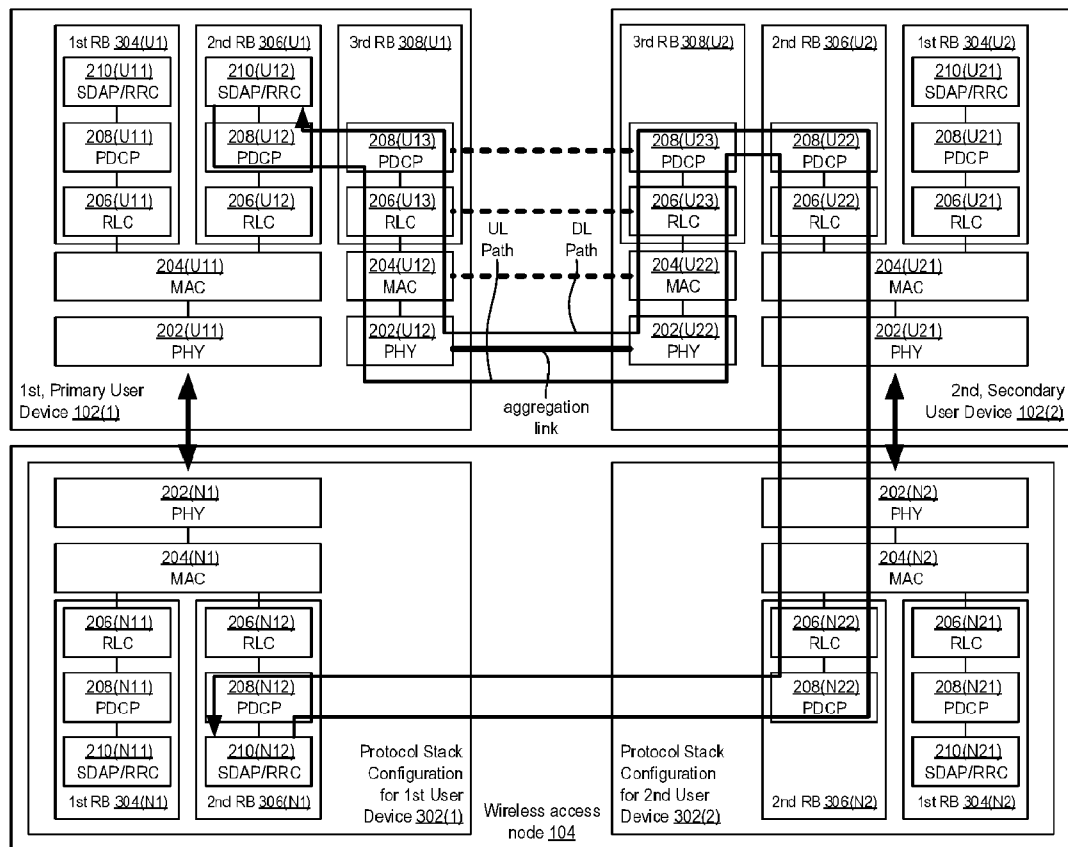 1st RB 304(U1)
210(U11)
SDAP/RRC
208(U11)
PDCP
206(U11)
RLC
2nd RB 306(U1)
210(U12)
SDAP/RRC
208(U12)
PDCP
206(U12)
RLC
3rd RB 308(U1)
208(U13)
PDCP
206(U13)
RLC
204(U11)
MAC
204(U12)
MAC
202(U11)
PHY
202(U12)
PHY
1st, Primary User
Device 102(1)
UL
Path
DL
Path
aggregation
link
3rd RB 308(U2)
208(U23)
PDCP
206(U23)
RLC
2nd RB 306(U2)
208(U22)
PDCP
206(U22)
RLC
1st RB 304(U2)
210(U21)
SDAP/RRC
208(U21)
PDCP
206(U21)
RLC
204(U22)
MAC
204(U21)
MAC
202(U22)
PHY
202(U21)
PHY
2nd, Secondary
User Device 102(2)
202(N1)
PHY
204(N1)
MAC
206(N11)
RLC
208(N11)
PDCP
210(N11)
SDAP/RRC
1st RB 304(N1)
206(N12)
RLC
208(N12)
PDCP
210(N12)
SDAP/RRC
2nd RB 306(N1)
Protocol Stack
Configuration
for 1st User
Device 302(1)
Wireless access
node 104
202(N2)
PHY
204(N2)
MAC
206(N22)
RLC
208(N22)
PDCP
2nd RB 306(N2)
206(N21)
RLC
208(N21)
PDCP
210(N21)
SDAP/RRC
1st RB 304(N2)
Protocol Stack
Configuration
for 2nd User
Device 302(2)